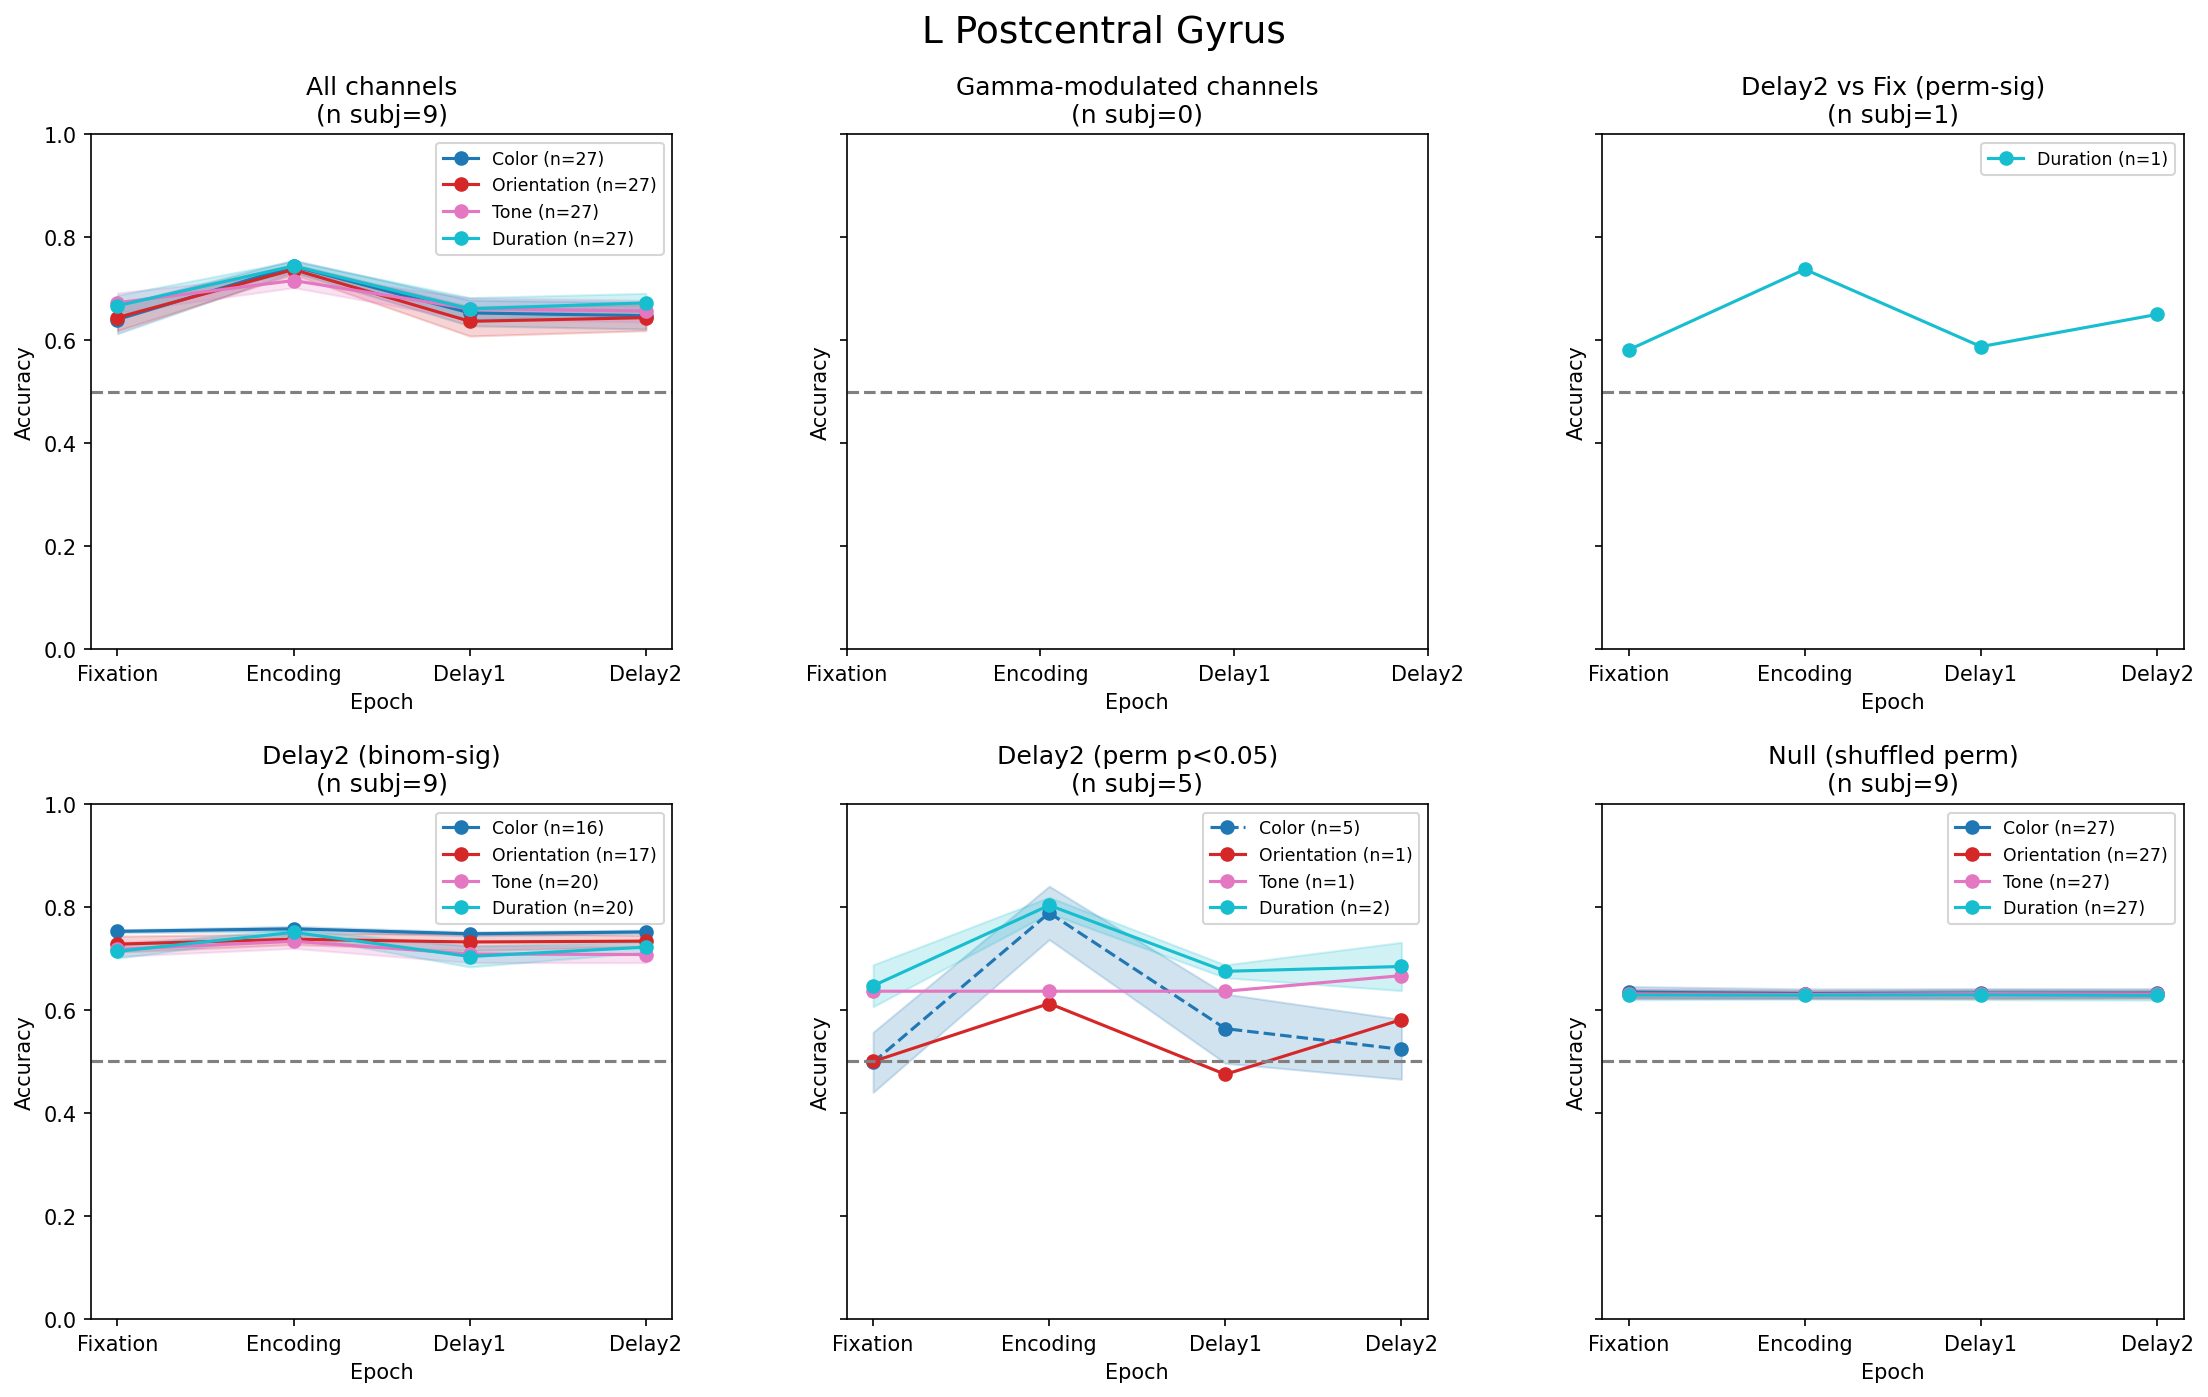 L Postcentral Gyrus
All channels
(n subj=9)
1.0
0.8
0.6
0.4
0.2
0.0
Accuracy
Color (n=27)
Orientation (n=27)
Tone (n=27)
Duration (n=27)
Fixation Encoding Delay1 Delay2
Epoch
Gamma-modulated channels
(n subj=0)
Accuracy
Fixation Encoding Delay1 Delay2
Epoch
Delay2 vs Fix (perm-sig)
(n subj=1)
Accuracy
Duration (n=1)
Fixation Encoding Delay1 Delay2
Epoch
Delay2 (binom-sig)
(n subj=9)
1.0
0.8
0.6
0.4
0.2
0.0
Accuracy
Color (n=16)
Orientation (n=17)
Tone (n=20)
Duration (n=20)
Fixation Encoding Delay1 Delay2
Epoch
Delay2 (perm p<0.05)
(n subj=5)
Accuracy
Color (n=5)
Orientation (n=1)
Tone (n=1)
Duration (n=2)
Fixation Encoding Delay1 Delay2
Epoch
Null (shuffled perm)
(n subj=9)
Accuracy
Color (n=27)
Orientation (n=27)
Tone (n=27)
Duration (n=27)
Fixation Encoding Delay1 Delay2
Epoch